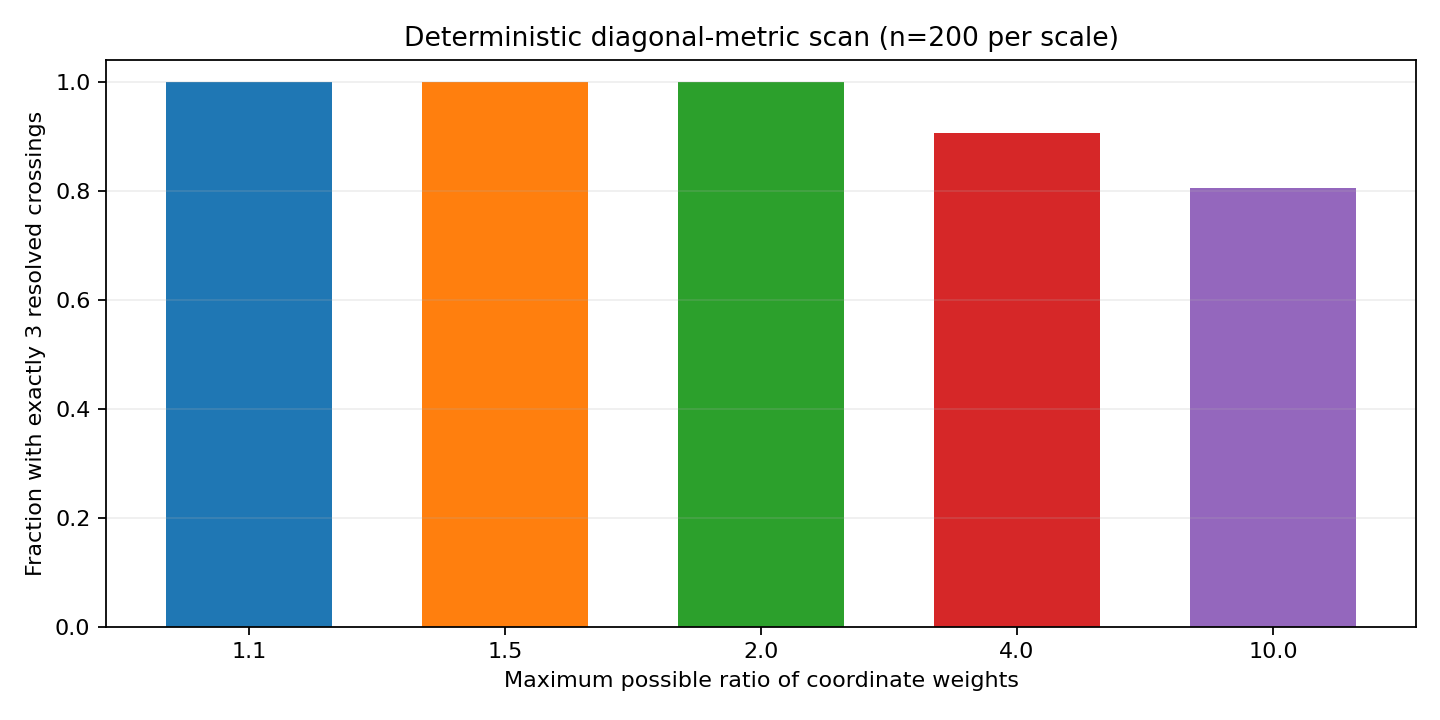 Deterministic diagonal-metric scan (n=200 per scale)
Fraction with exactly 3 resolved crossings
1.0
0.8
0.6
0.4
0.2
0.0
1.1 1.5 2.0 4.0 10.0
Maximum possible ratio of coordinate weights